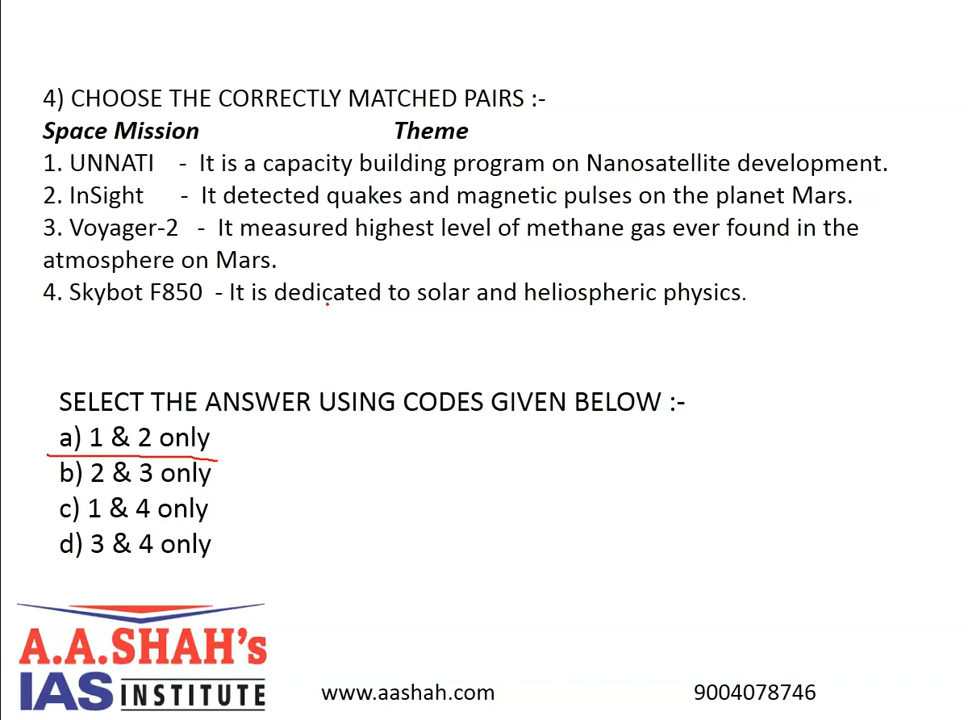 4) CHOOSE THE CORRECTLY MATCHED PAIRS :-
Space Mission Theme
1. UNNATI - It is a capacity building program on Nanosatellite development.
2. InSight - It detected quakes and magnetic pulses on the planet Mars.
3. Voyager-2 - It measured highest level of methane gas ever found in the
atmosphere on Mars.
4. Skybot F850 - It is dedicated to solar and heliospheric physics.
SELECT THE ANSWER USING CODES GIVEN BELOW :-
a) 1 & 2 only
b) 2 & 3 only
c) 1 & 4 only
d) 3 & 4 only
A.A.SHAH's
IAS INSTITUTE
www.aashah.com 9004078746